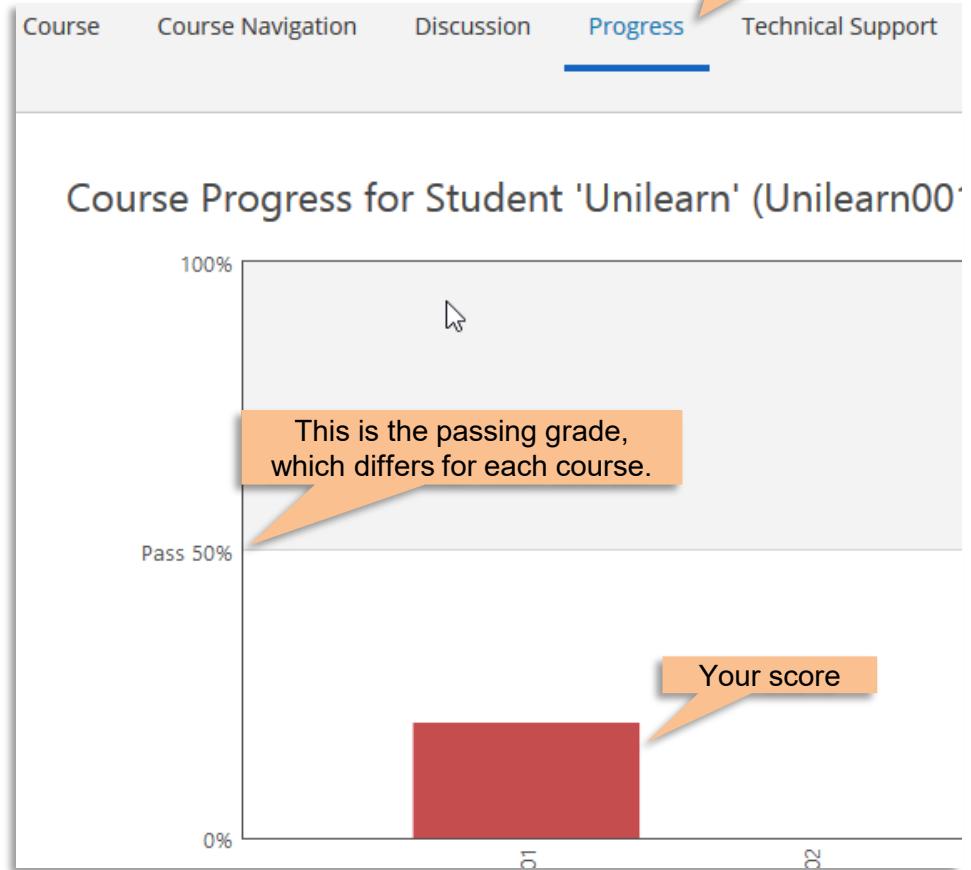 Course Course Navigation Discussion Progress Technical Support
Course Progress for Student 'Unilearn' (Unilearn001
100%
This is the passing grade,
which differs for each course.
Pass 50%
Your score
0%
01
02